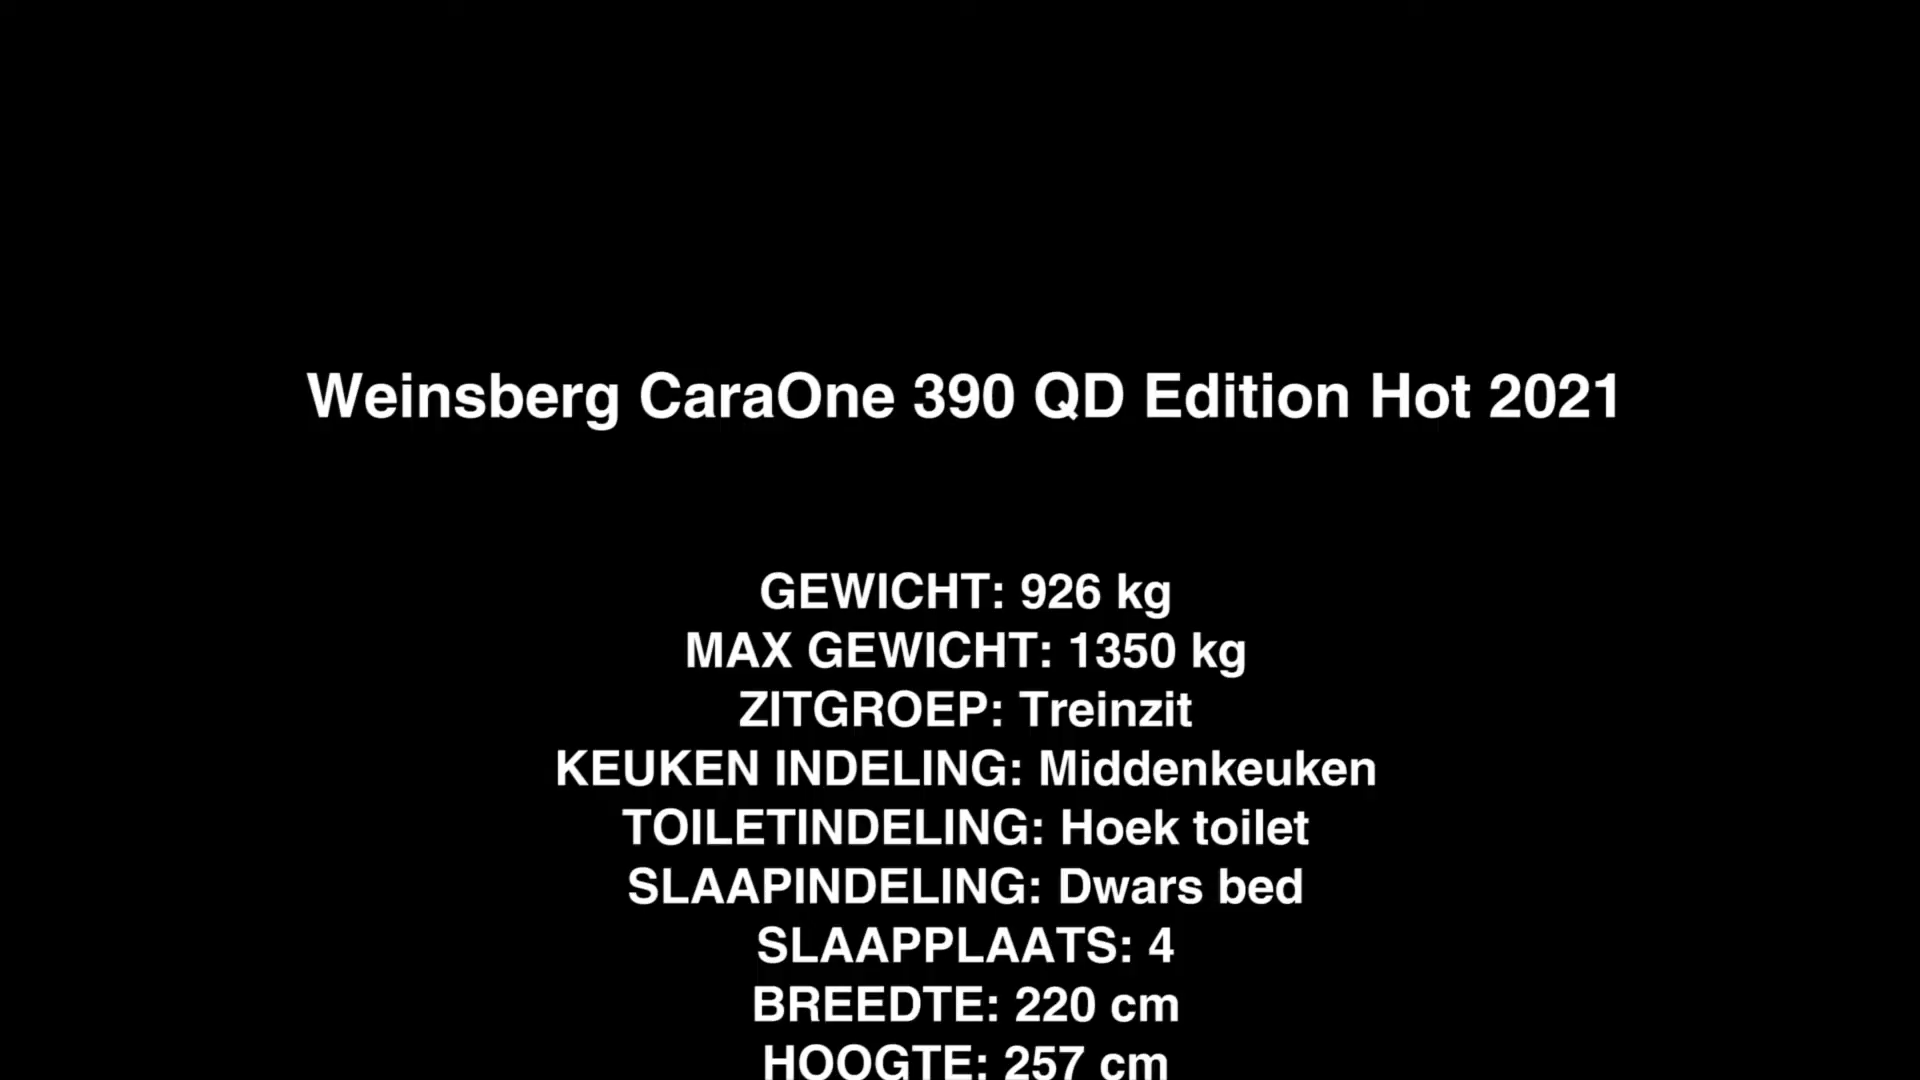 Weinsberg CaraOne 390 QD Edition Hot 2021
GEWICHT: 926 kg
MAX GEWICHT: 1350 kg
ZITGROEP: Treinzit
KEUKEN INDELING: Middenkeuken
TOILETINDELING: Hoek toilet
SLAAPINDELING: Dwars bed
SLAAPPLAATS: 4
BREEDTE: 220 cm
HOOGTE: 257 cm